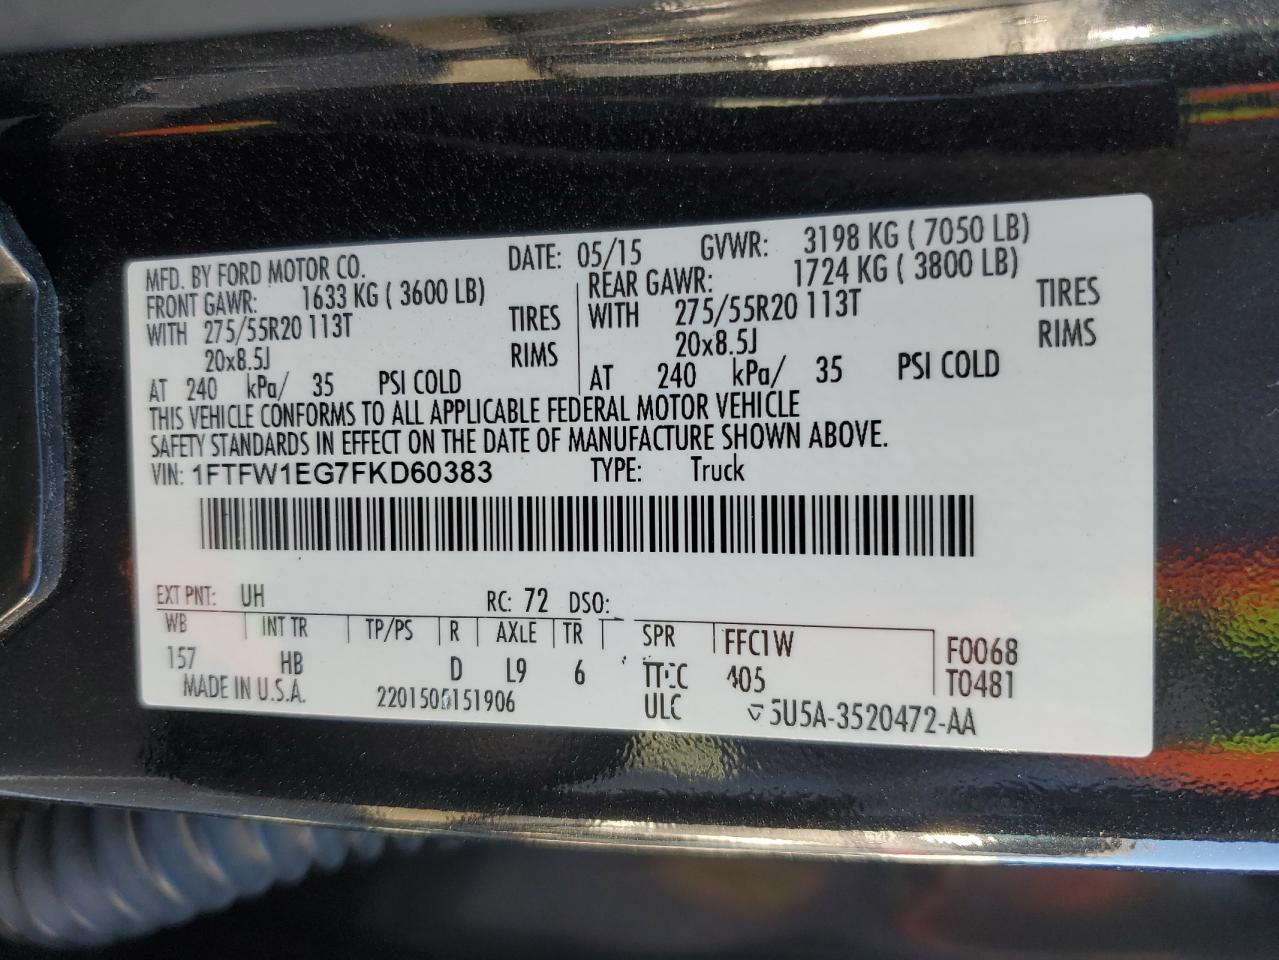 MFD. BY FORD MOTOR CO. DATE: 05/15 GVWR: 3198 KG ( 7050 LB)
FRONT GAWR: 1633 KG ( 3600 LB) REAR GAWR: 1724 KG ( 3800 LB)
WITH 275/55R20 113T TIRES WITH 275/55R20 113T TIRES
20x8.5J RIMS 20x8.5J RIMS
AT 240 kPa/ 35 PSI COLD AT 240 kPa/ 35 PSI COLD
THIS VEHICLE CONFORMS TO ALL APPLICABLE FEDERAL MOTOR VEHICLE
SAFETY STANDARDS IN EFFECT ON THE DATE OF MANUFACTURE SHOWN ABOVE.
VIN: 1FTFW1EG7FKD60383 TYPE: Truck
EXT PNT: UH RC: 72 DSO:
WB INT TR TP/PS R AXLE TR SPR FFC1W F0068
157 HB D L9 6 405 T0481
MADE IN U.S.A. ULC 5U5A-3520472-AA